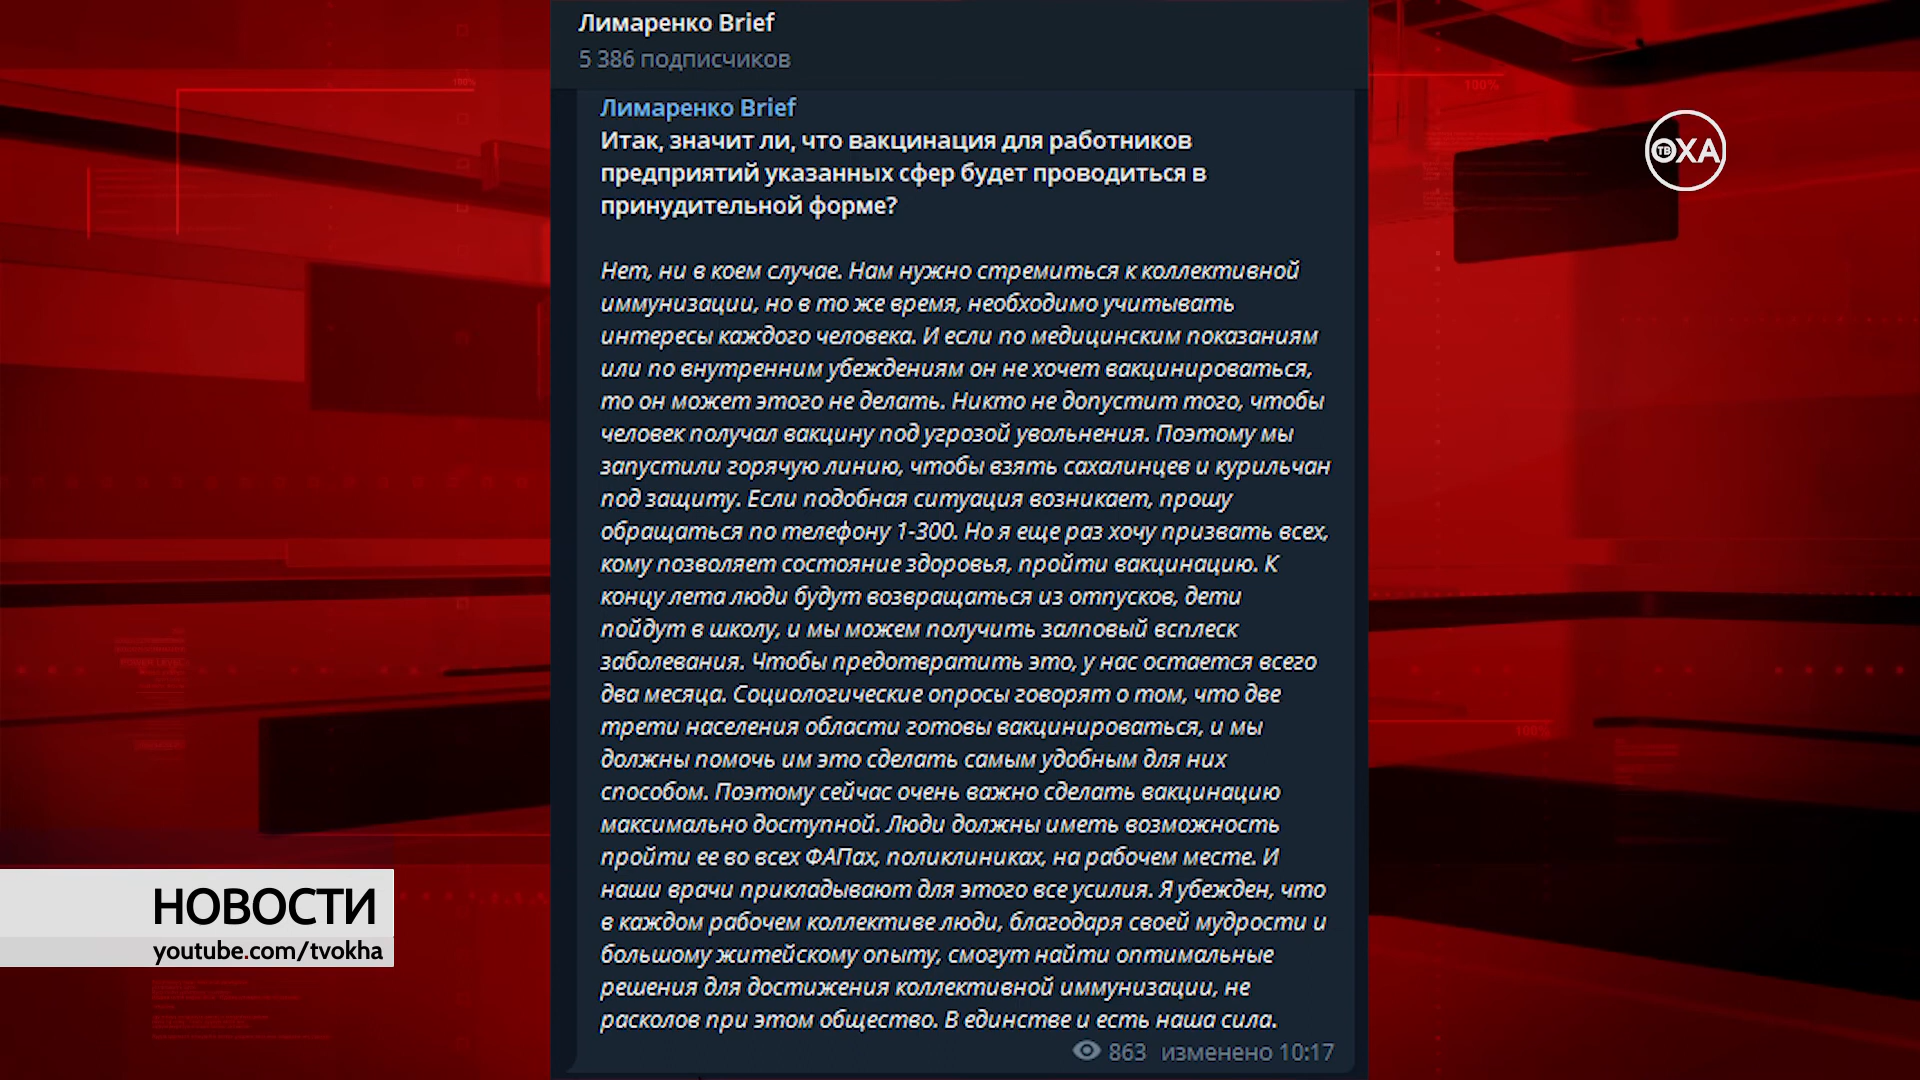 Лимаренко Brief
5 386 подписчиков
Лимаренко Brief
Итак, значит ли, что вакцинация для работников
предприятий указанных сфер будет проводиться в
принудительной форме?
Нет, ни в коем случае. Нам нужно стремиться к коллективной
иммунизации, но в то же время, необходимо учитывать
интересы каждого человека. И если по медицинским показаниям
или по внутренним убеждениям он не хочет вакцинироваться,
то он может этого не делать. Никто не допустит того, чтобы
человек получал вакцину под угрозой увольнения. Поэтому мы
запустили горячую линию, чтобы взять сахалинцев и курильчан
под защиту. Если подобная ситуация возникает, прошу
обращаться по телефону 1-300. Но я еще раз хочу призвать всех,
кому позволяет состояние здоровья, пройти вакцинацию. К
концу лета люди будут возвращаться из отпусков, дети
пойдут в школу, и мы можем получить залповый всплеск
заболевания. Чтобы предотвратить это, у нас остается всего
два месяца. Социологические опросы говорят о том, что две
трети населения области готовы вакцинироваться, и мы
должны помочь им это сделать самым удобным для них
способом. Поэтому сейчас очень важно сделать вакцинацию
максимально доступной. Люди должны иметь возможность
пройти ее во всех ФАПах, поликлиниках, на рабочем месте. И
наши врачи прикладывают для этого все усилия. Я убежден, что
в каждом рабочем коллективе люди, благодаря своей мудрости и
большому житейскому опыту, смогут найти оптимальные
решения для достижения коллективной иммунизации, не
расколов при этом общество. В единстве и есть наша сила.
863 изменено 10:17
ТВ ОХА
НОВОСТИ
youtube.com/tvokha
100%
100%
100%